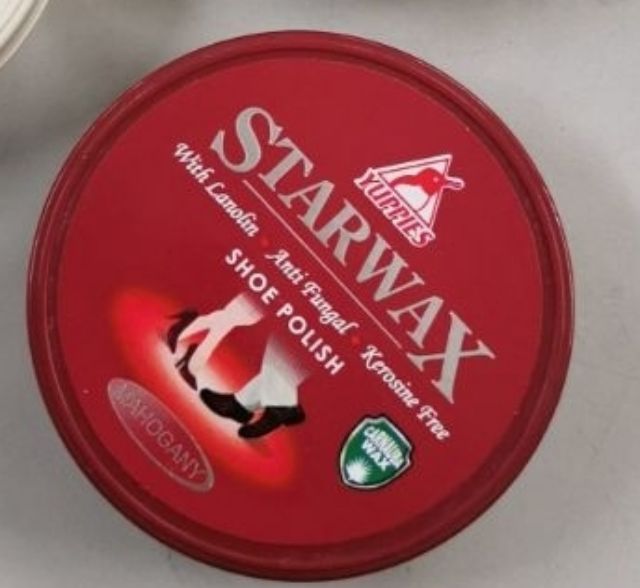 YUPPIES
STARWAX
With Lanolin • Anti Fungal • Kerosine Free
SHOE POLISH
MAHOGANY
CARNAUBA
WAX